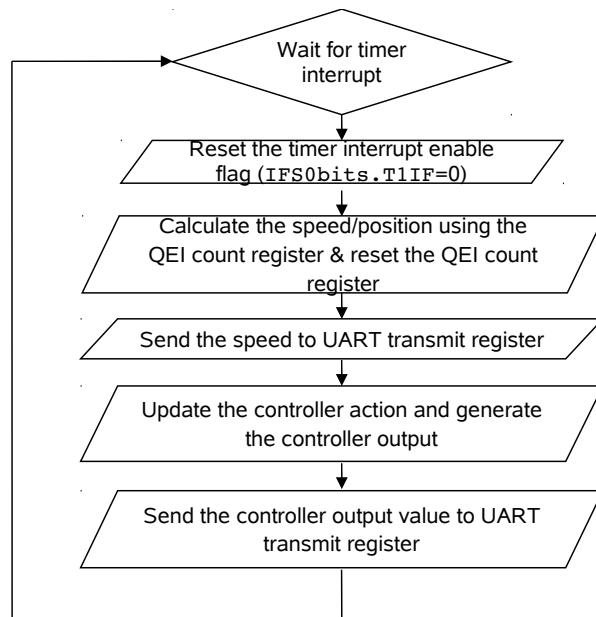 Wait for timer
interrupt
Reset the timer interrupt enable
flag (IFS0bits.T1IF=0)
Calculate the speed/position using the
QEI count register & reset the QEI count
register
Send the speed to UART transmit register
Update the controller action and generate
the controller output
Send the controller output value to UART
transmit register